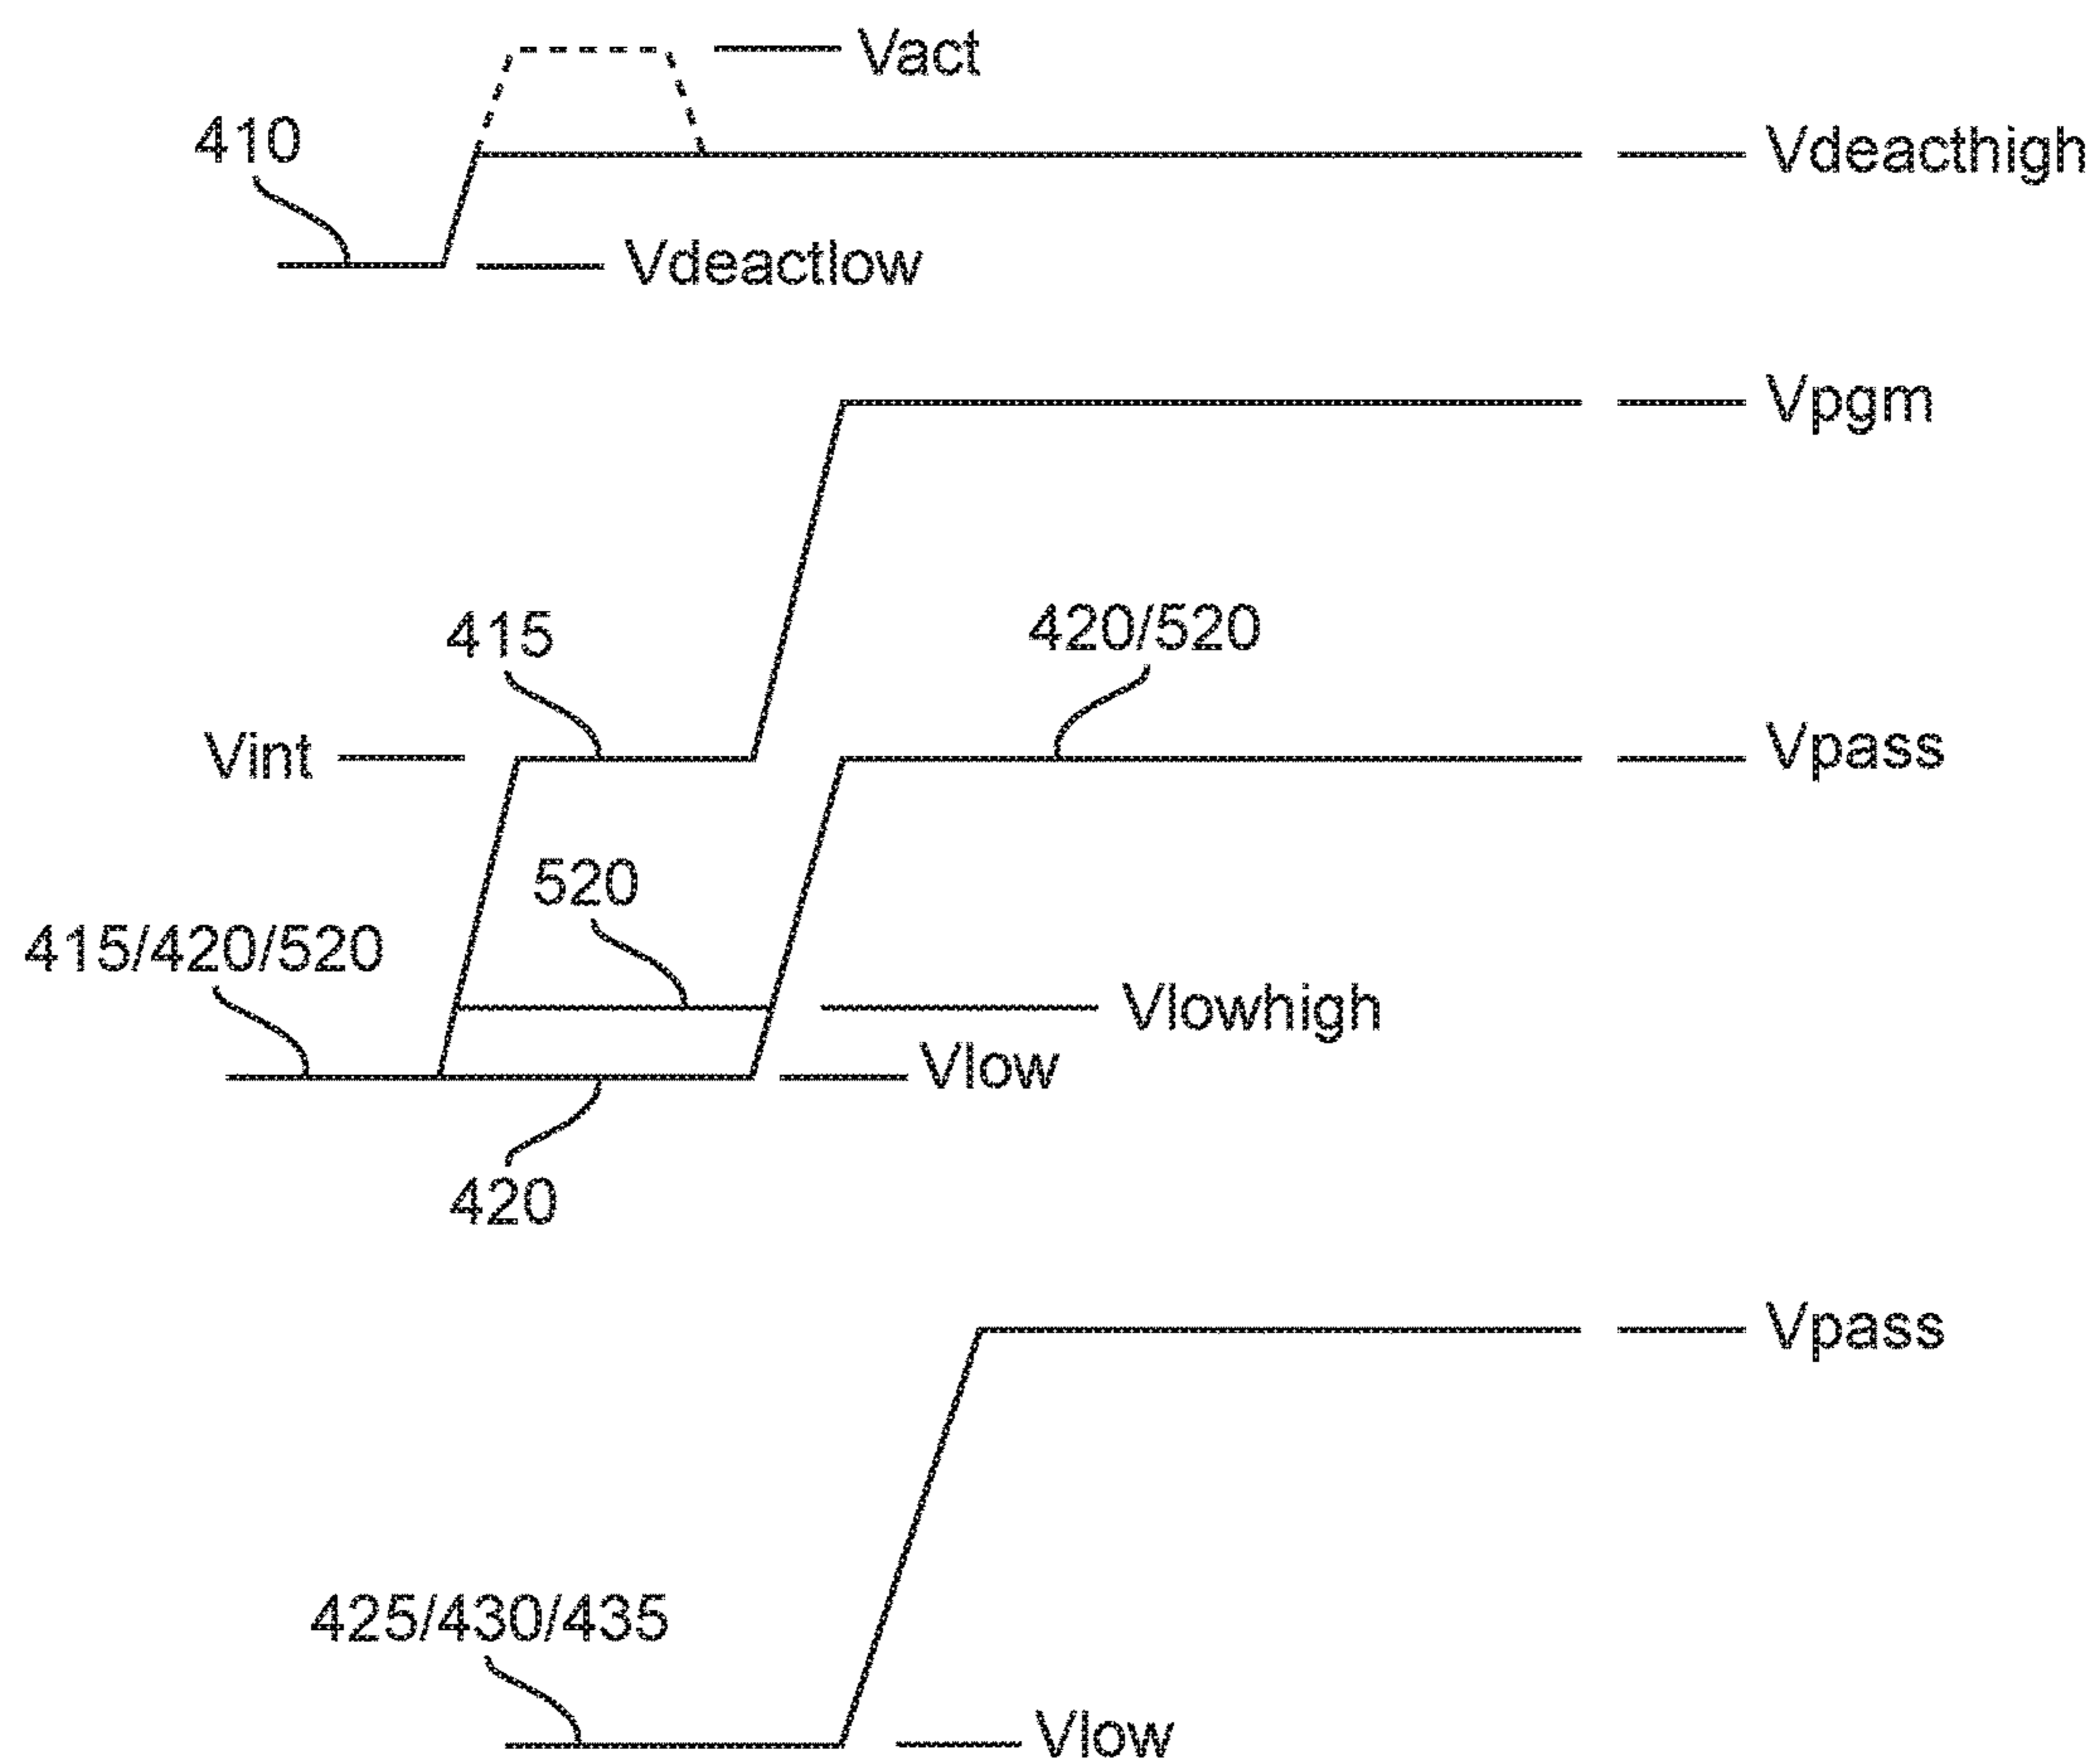 Vact
410
Vdeacthigh
Vdeactlow
Vpgm
415
420/520
Vint
Vpass
520
415/420/520
Vlowhigh
Vlow
420
Vpass
425/430/435
Vlow